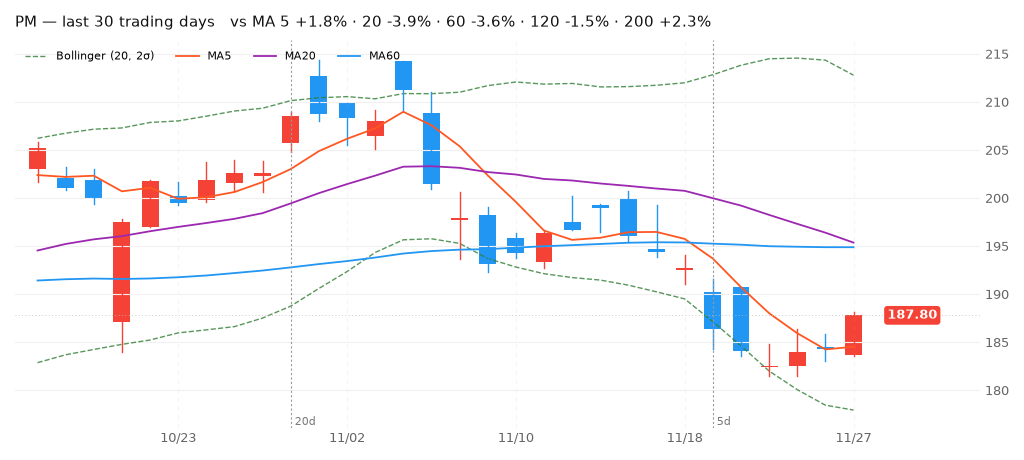 PM — last 30 trading days   vs MA 5 +1.8% · 20 -3.9% · 60 -3.6% · 120 -1.5% · 200 +2.3%
Bollinger (20, 2σ)   MA5   MA20   MA60
215
210
205
200
195
190
187.80
185
180
20d   5d
10/23   11/02   11/10   11/18   11/27